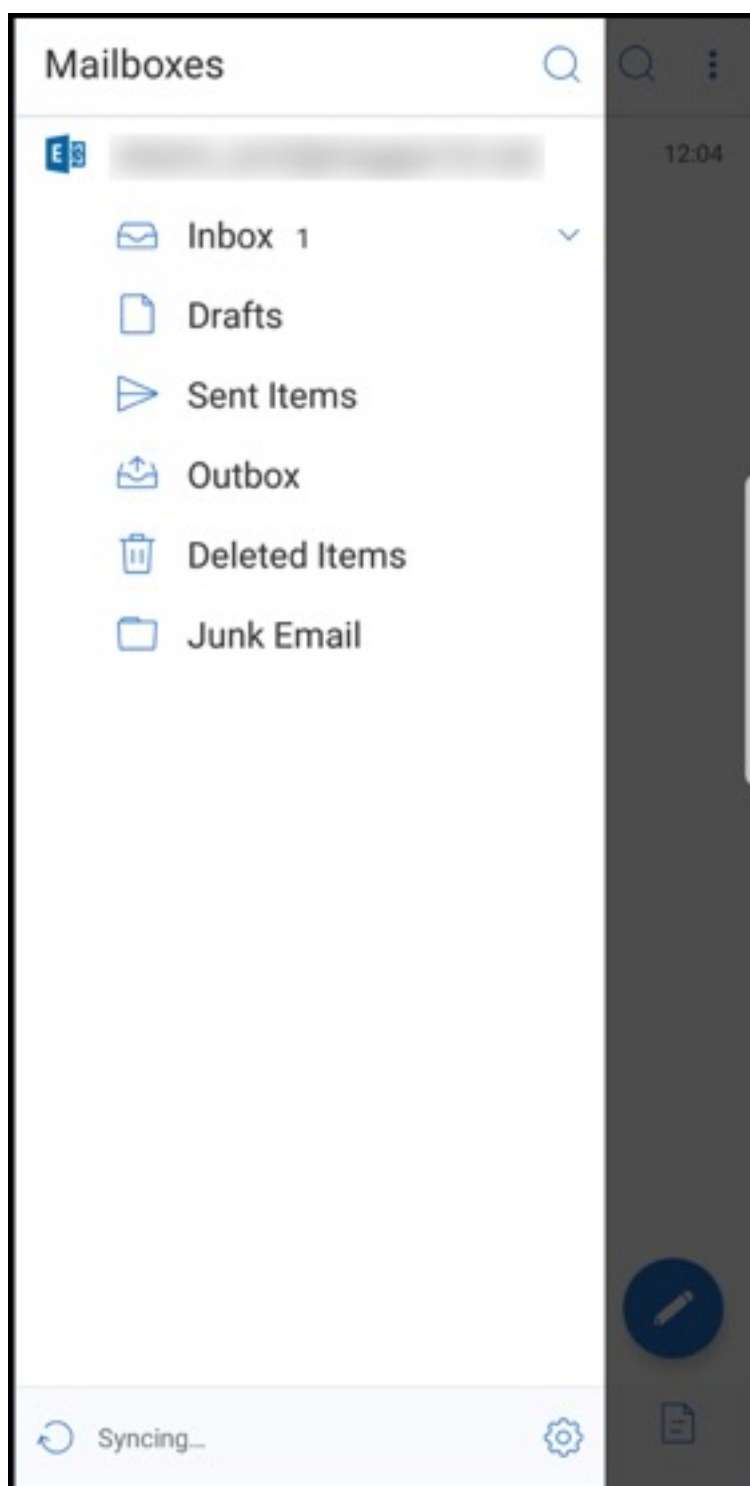 Mailboxes
12:04
E
Inbox 1
Drafts
Sent Items
Outbox
Deleted Items
Junk Email
Syncing...